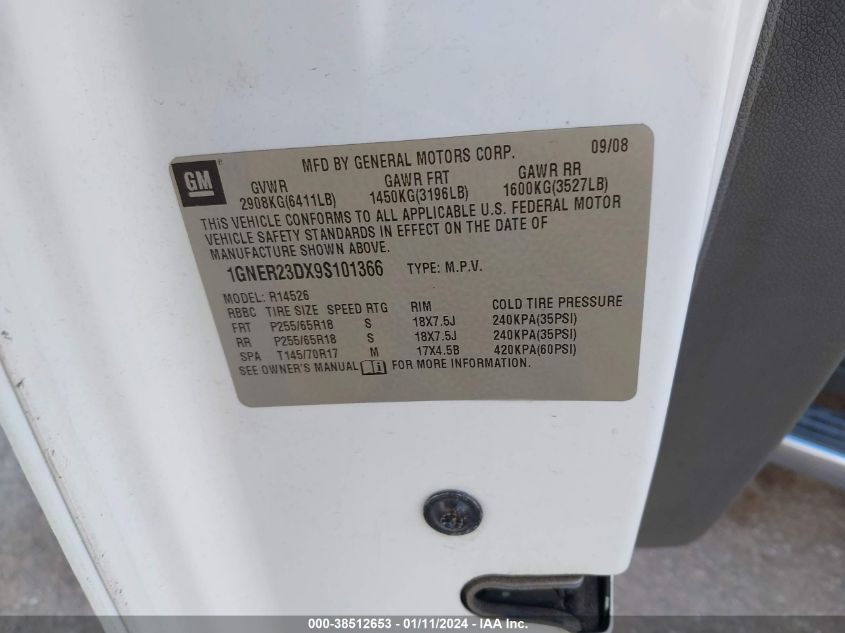 GM
MFD BY GENERAL MOTORS CORP. 09/08
GVWR GAWR FRT GAWR RR
2908KG(6411LB) 1450KG(3196LB) 1600KG(3527LB)
THIS VEHICLE CONFORMS TO ALL APPLICABLE U.S. FEDERAL MOTOR
VEHICLE SAFETY STANDARDS IN EFFECT ON THE DATE OF
MANUFACTURE SHOWN ABOVE.
1GNER23DX9S101366 TYPE: M.P.V.
MODEL: R14526
RBBC TIRE SIZE SPEED RTG RIM COLD TIRE PRESSURE
FRT P255/65R18 S 18X7.5J 240KPA(35PSI)
RR P255/65R18 S 18X7.5J 240KPA(35PSI)
SPA T145/70R17 M 17X4.5B 420KPA(60PSI)
SEE OWNER'S MANUAL FOR MORE INFORMATION.
000-38512653 - 01/11/2024 - IAA Inc.